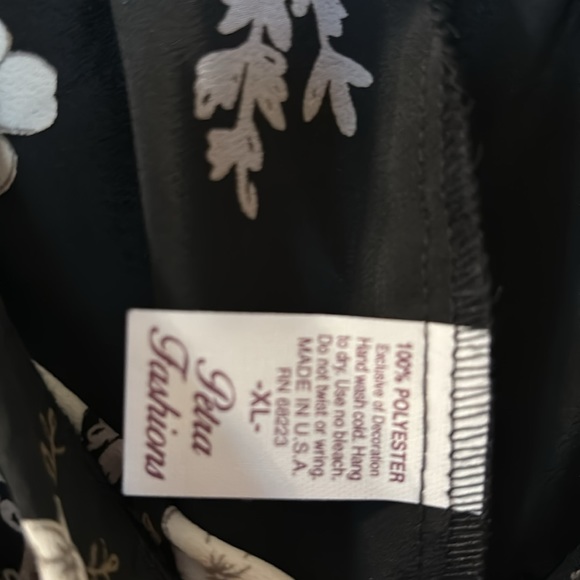 100% POLYESTER
Exclusive of Decoration
Hand wash cold. Hang
to dry. Use no bleach.
Do not twist or wring.
MADE IN U.S.A.
RN 68223
-XL-
Petra
Fashions